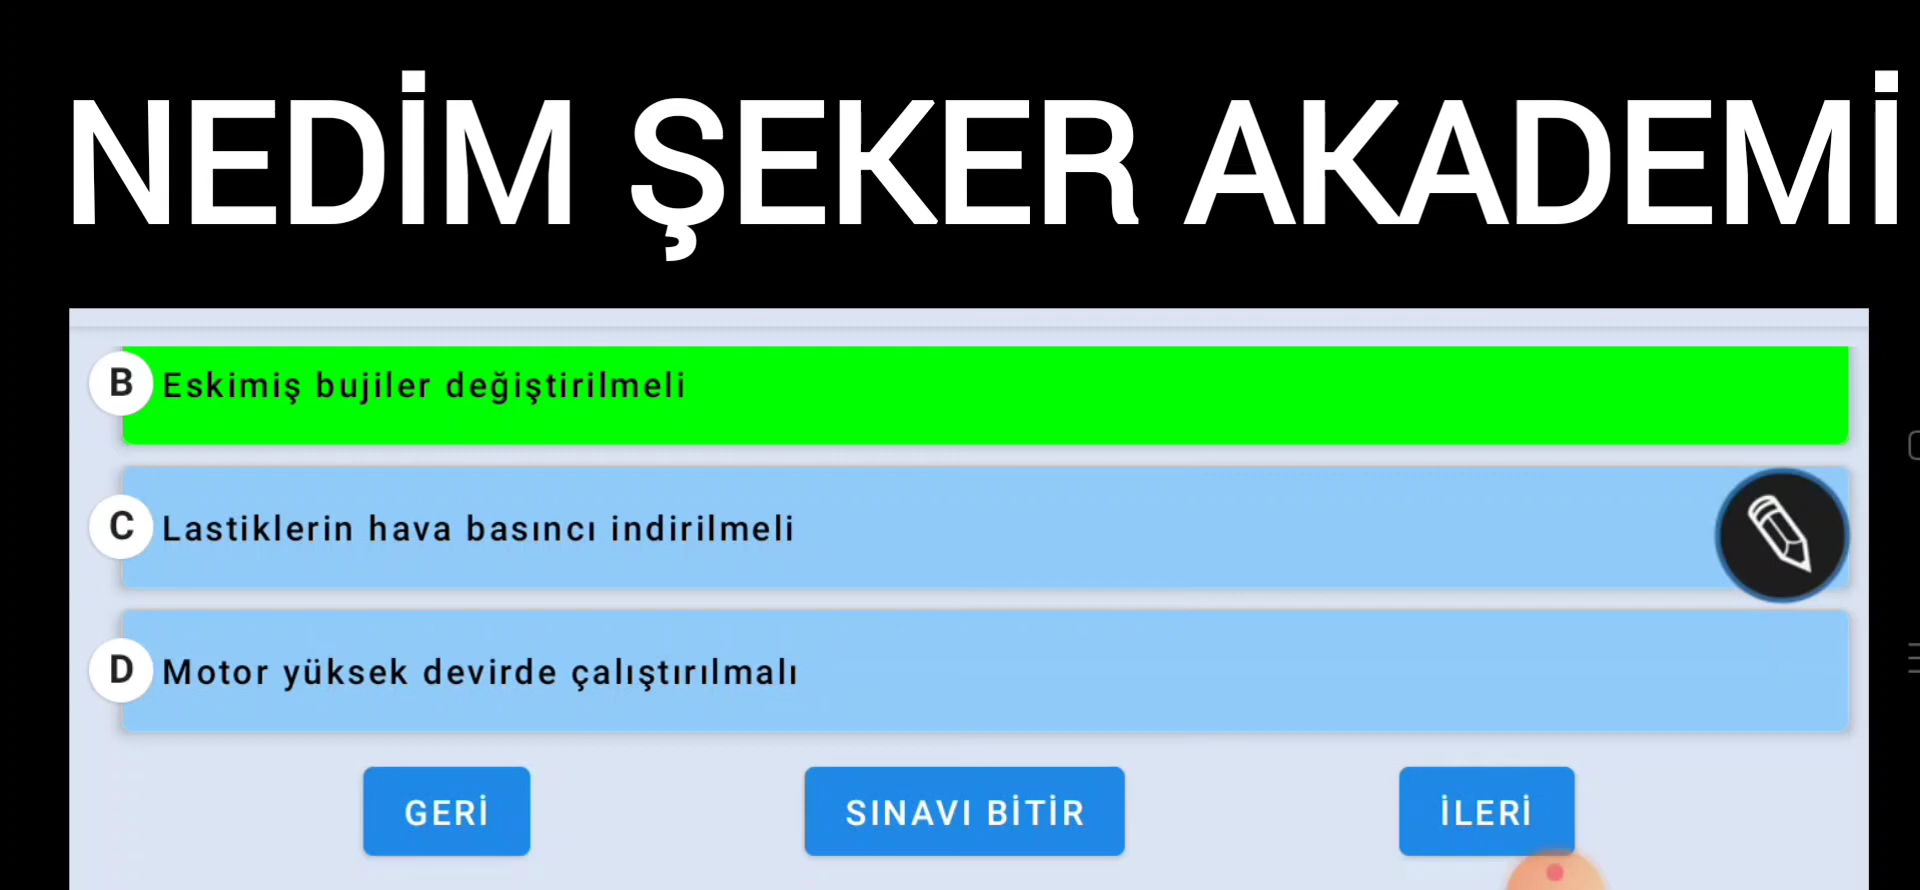 NEDİM ŞEKER AKADEMİ
B Eskimiş bujiler değiştirilmeli
C Lastiklerin hava basıncı indirilmeli
D Motor yüksek devirde çalıştırılmalı
GERİ SINAVI BİTİR İLERİ